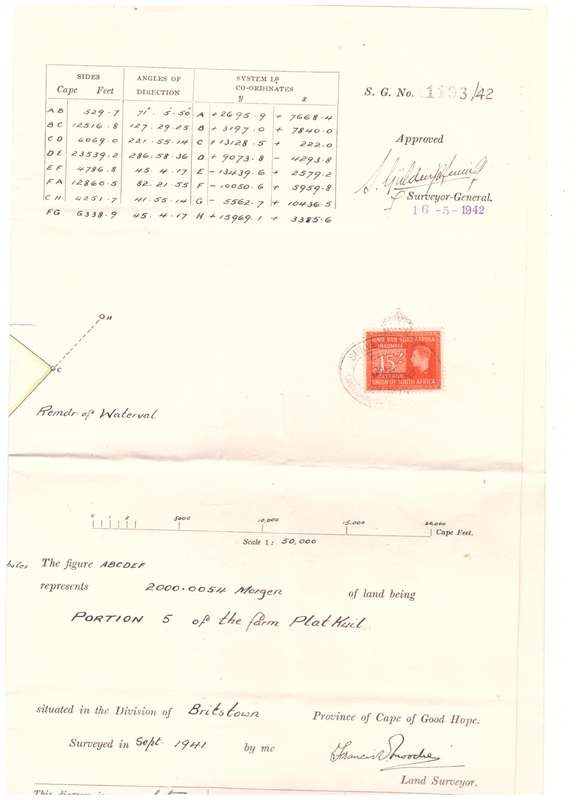 SIDES ANGLES OF SYSTEM Lo
Cape Feet DIRECTION CO-ORDINATES
y x
AB 529.7 71°.5.50 A +2695.9 + 7668.4
BC 12516.8 127.29.25 B +3197.0 + 7840.0
CD 6069.0 221.55.14 C +13128.5 + 222.0
DE 23539.2 286.58.36 D +9073.8 - 4293.8
EF 4786.8 45.4.17 E -13439.6 + 2579.2
FA 12860.5 82.21.55 F -10050.6 + 5959.8
CH 4251.7 41.55.14 G - 5562.7 + 10436.5
FG 6338.9 45.4.17 H +15969.1 + 3385.6
S. G. No. 1193/42
Approved
Surveyor-General.
16 -5-1942
H
C
15/-
UNION OF SOUTH AFRICA
Remdr of Waterval
5000 10,000 15,000 20,000
Cape Feet.
Scale 1: 50,000
The figure ABCDEF
represents 2000.0054 Morgen of land being
PORTION 5 of the farm Plat Kuil
situated in the Division of Britstown Province of Cape of Good Hope.
Surveyed in Sept. 1941 by me
Land Surveyor.
This diagram is